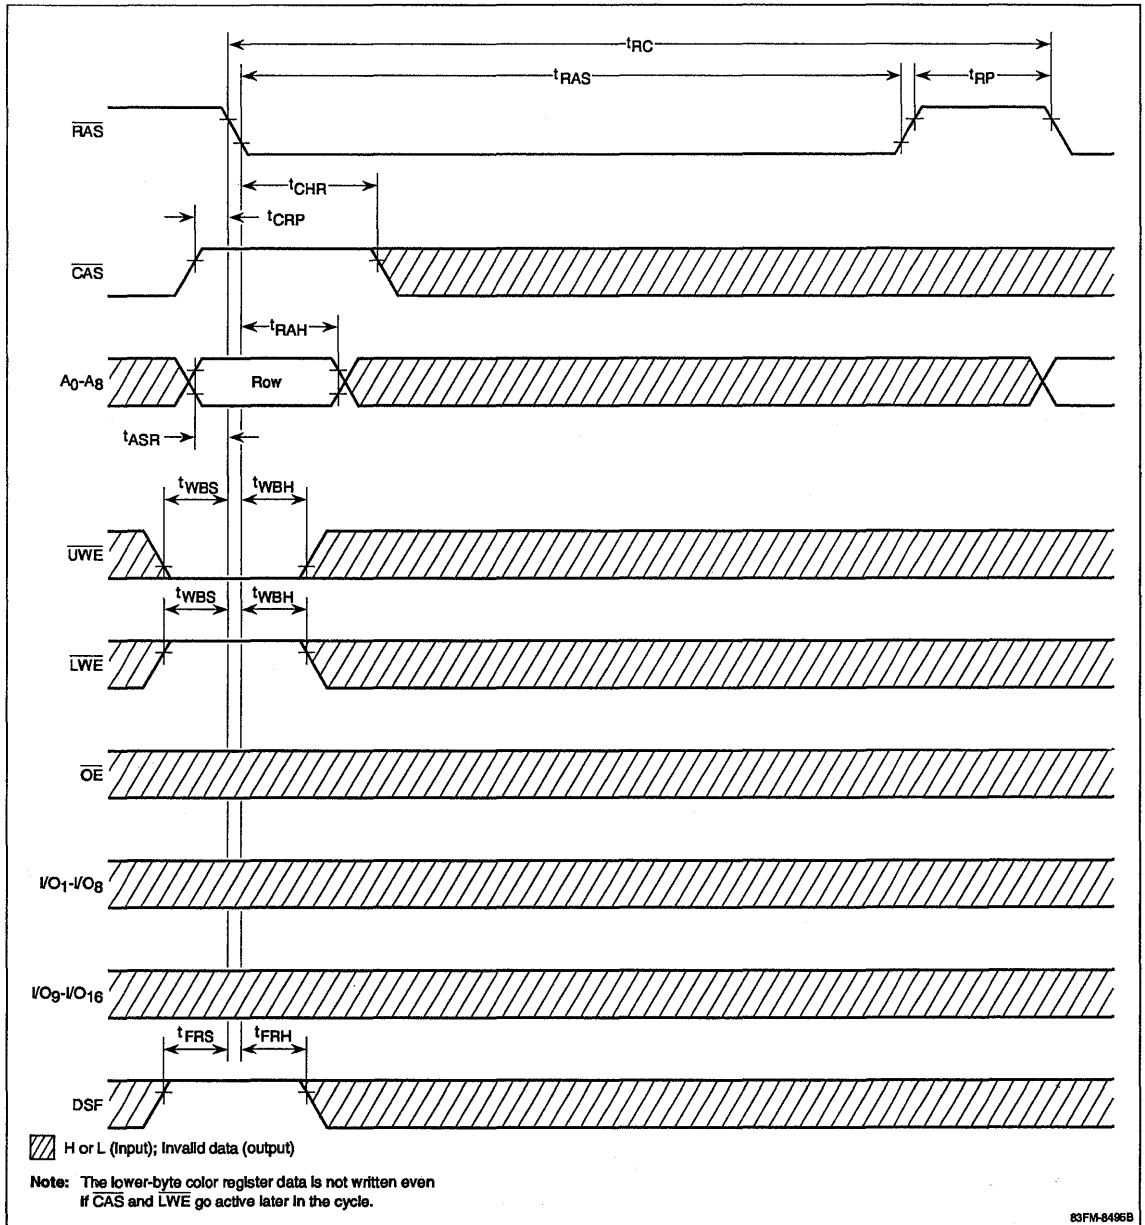 tRC
tRAS
tRP
RAS
tCHR
tCRP
CAS
tRAH
A0-A8
Row
tASR
tWBS
tWBH
UWE
tWBS
tWBH
LWE
OE
I/O1-I/O8
I/O9-I/O16
tFRS
tFRH
DSF
H or L (Input); Invalid data (output)
Note: The lower-byte color register data is not written even
if CAS and LWE go active later in the cycle.
83FM-8495B